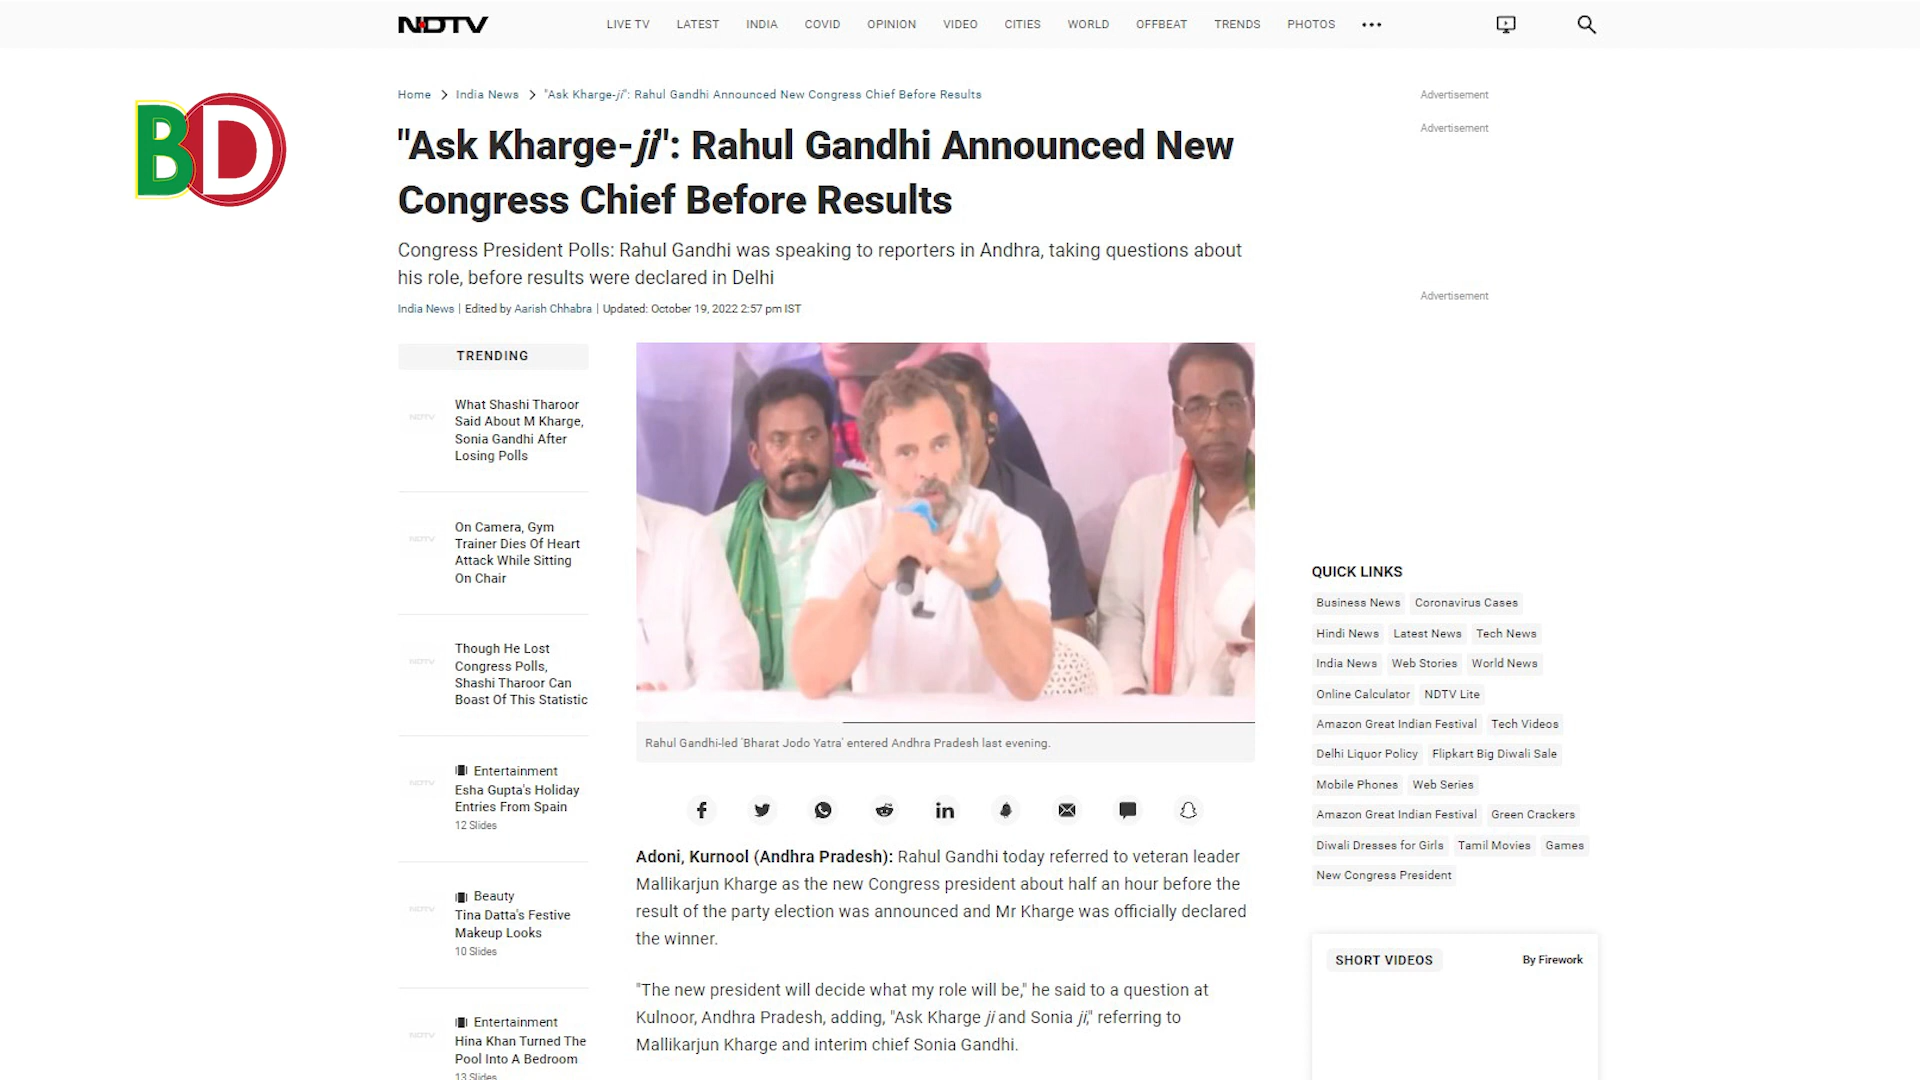 NDTV
LIVE TV LATEST INDIA COVID OPINION VIDEO CITIES WORLD OFFBEAT TRENDS PHOTOS
BD
Home > India News > "Ask Kharge-ji": Rahul Gandhi Announced New Congress Chief Before Results
"Ask Kharge-ji": Rahul Gandhi Announced New
Congress Chief Before Results
Congress President Polls: Rahul Gandhi was speaking to reporters in Andhra, taking questions about
his role, before results were declared in Delhi
India News | Edited by Aarish Chhabra | Updated: October 19, 2022 2:57 pm IST
TRENDING
NDTV
What Shashi Tharoor
Said About M Kharge,
Sonia Gandhi After
Losing Polls
NDTV
On Camera, Gym
Trainer Dies Of Heart
Attack While Sitting
On Chair
NDTV
Though He Lost
Congress Polls,
Shashi Tharoor Can
Boast Of This Statistic
NDTV
Entertainment
Esha Gupta's Holiday
Entries From Spain
12 Slides
NDTV
Beauty
Tina Datta's Festive
Makeup Looks
10 Slides
NDTV
Entertainment
Hina Khan Turned The
Pool Into A Bedroom
13 Slides
Rahul Gandhi-led 'Bharat Jodo Yatra' entered Andhra Pradesh last evening.
Adoni, Kurnool (Andhra Pradesh): Rahul Gandhi today referred to veteran leader
Mallikarjun Kharge as the new Congress president about half an hour before the
result of the party election was announced and Mr Kharge was officially declared
the winner.
"The new president will decide what my role will be," he said to a question at
Kulnoor, Andhra Pradesh, adding, "Ask Kharge ji and Sonia ji," referring to
Mallikarjun Kharge and interim chief Sonia Gandhi.
Advertisement
Advertisement
Advertisement
QUICK LINKS
Business News Coronavirus Cases
Hindi News Latest News Tech News
India News Web Stories World News
Online Calculator NDTV Lite
Amazon Great Indian Festival Tech Videos
Delhi Liquor Policy Flipkart Big Diwali Sale
Mobile Phones Web Series
Amazon Great Indian Festival Green Crackers
Diwali Dresses for Girls Tamil Movies Games
New Congress President
SHORT VIDEOS By Firework